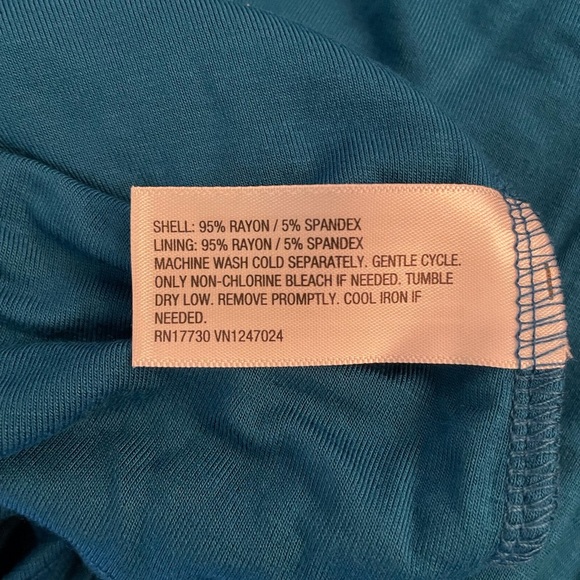 SHELL: 95% RAYON / 5% SPANDEX
LINING: 95% RAYON / 5% SPANDEX
MACHINE WASH COLD SEPARATELY. GENTLE CYCLE.
ONLY NON-CHLORINE BLEACH IF NEEDED. TUMBLE
DRY LOW. REMOVE PROMPTLY. COOL IRON IF
NEEDED.
RN17730 VN1247024